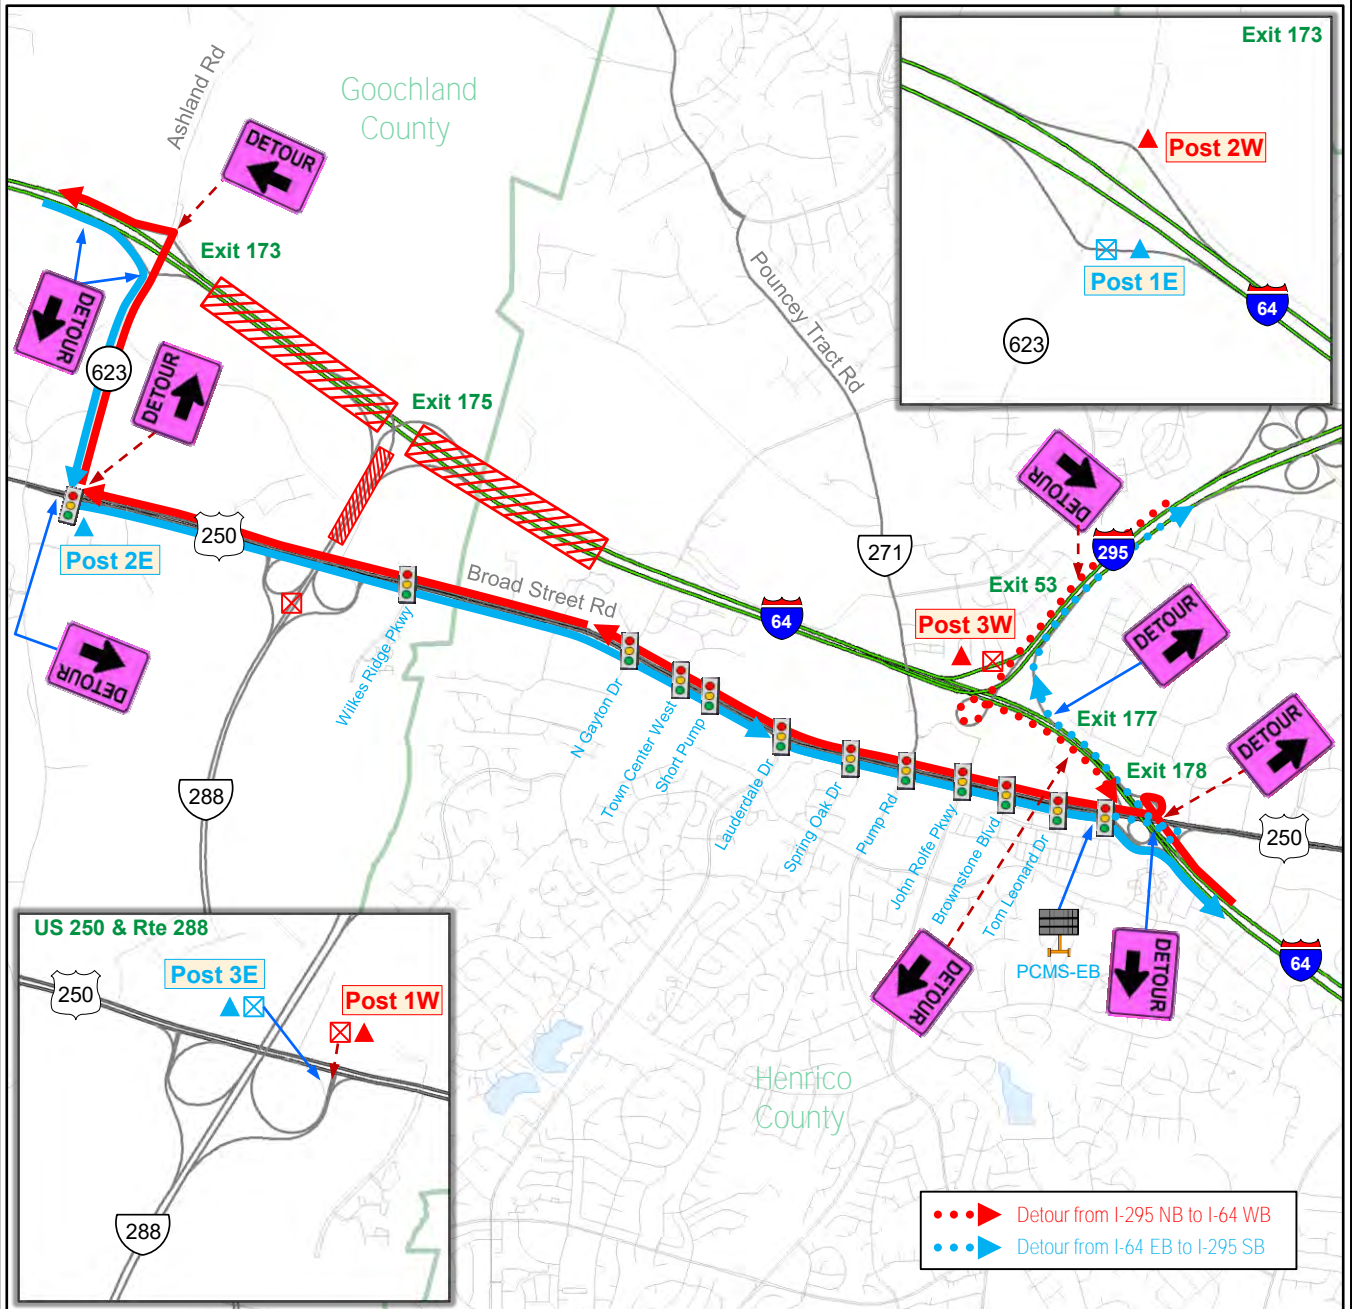 Exit 173
Post 2W
Post 1E
64
623
Ashland Rd
Goochland
County
DETOUR
Exit 173
DETOUR
623
DETOUR
Exit 175
Pouncey Tract Rd
250
Post 2E
DETOUR
Broad Street Rd
64
271
DETOUR
295
Exit 53
Post 3W
DETOUR
Exit 177
Exit 178
DETOUR
250
Wilkes Ridge Pkwy
N Gayton Dr
Town Center West
Short Pump
Lauderdale Dr
Spring Oak Dr
Pump Rd
John Rolfe Pkwy
Brownstone Blvd
Tom Leonard Dr
288
PCMS-EB
DETOUR
DETOUR
64
US 250 & Rte 288
250
Post 3E
Post 1W
288
Henrico
County
Detour from I-295 NB to I-64 WB
Detour from I-64 EB to I-295 SB